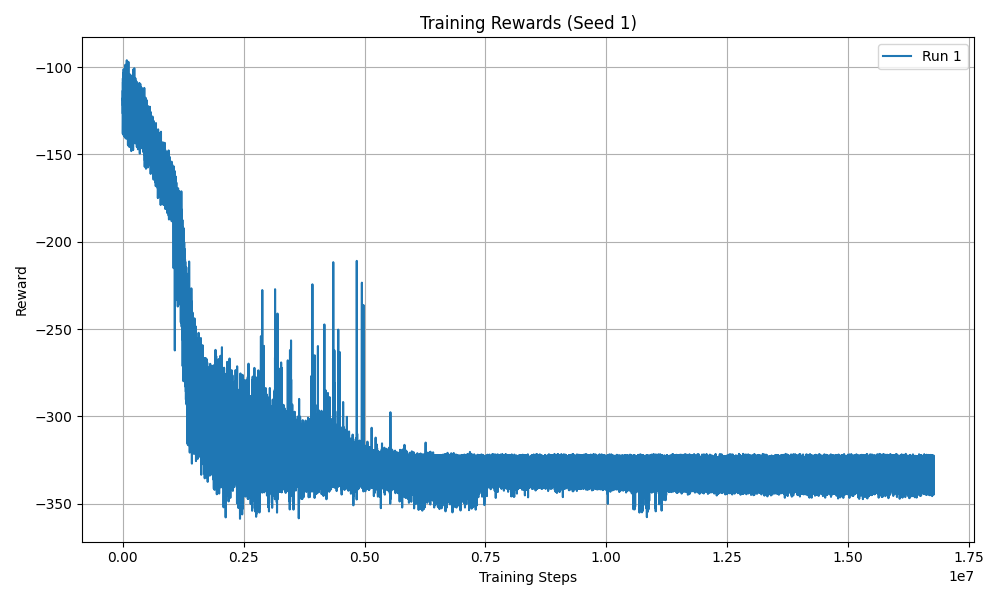 Training Rewards (Seed 1)
Run 1
Reward
−100
−150
−200
−250
−300
−350
0.00
0.25
0.50
0.75
1.00
1.25
1.50
1.75
1e7
Training Steps